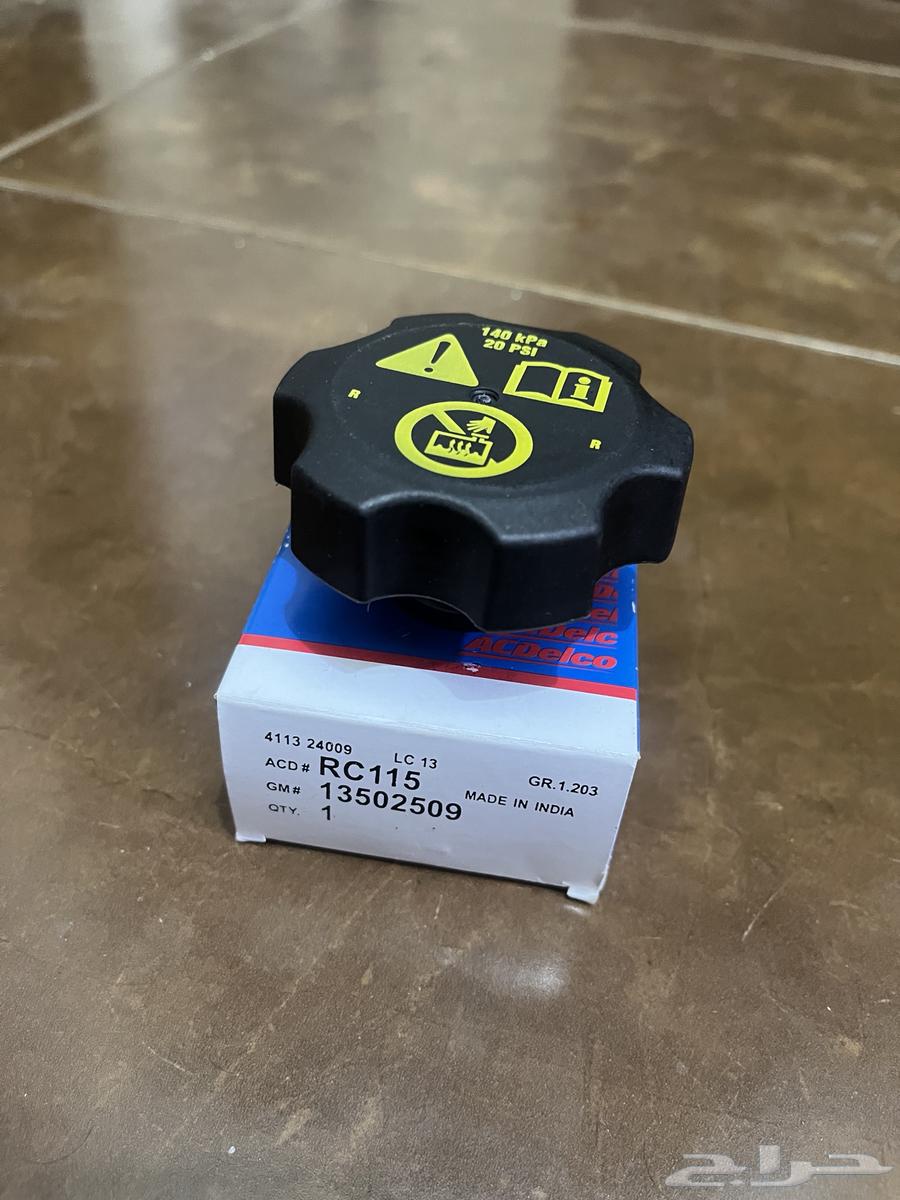 140 kPa
20 PSI
R
R
ACDelco
4113 24009
LC 13
GR.1.203
ACD# RC115
GM# 13502509
MADE IN INDIA
QTY. 1
حراج